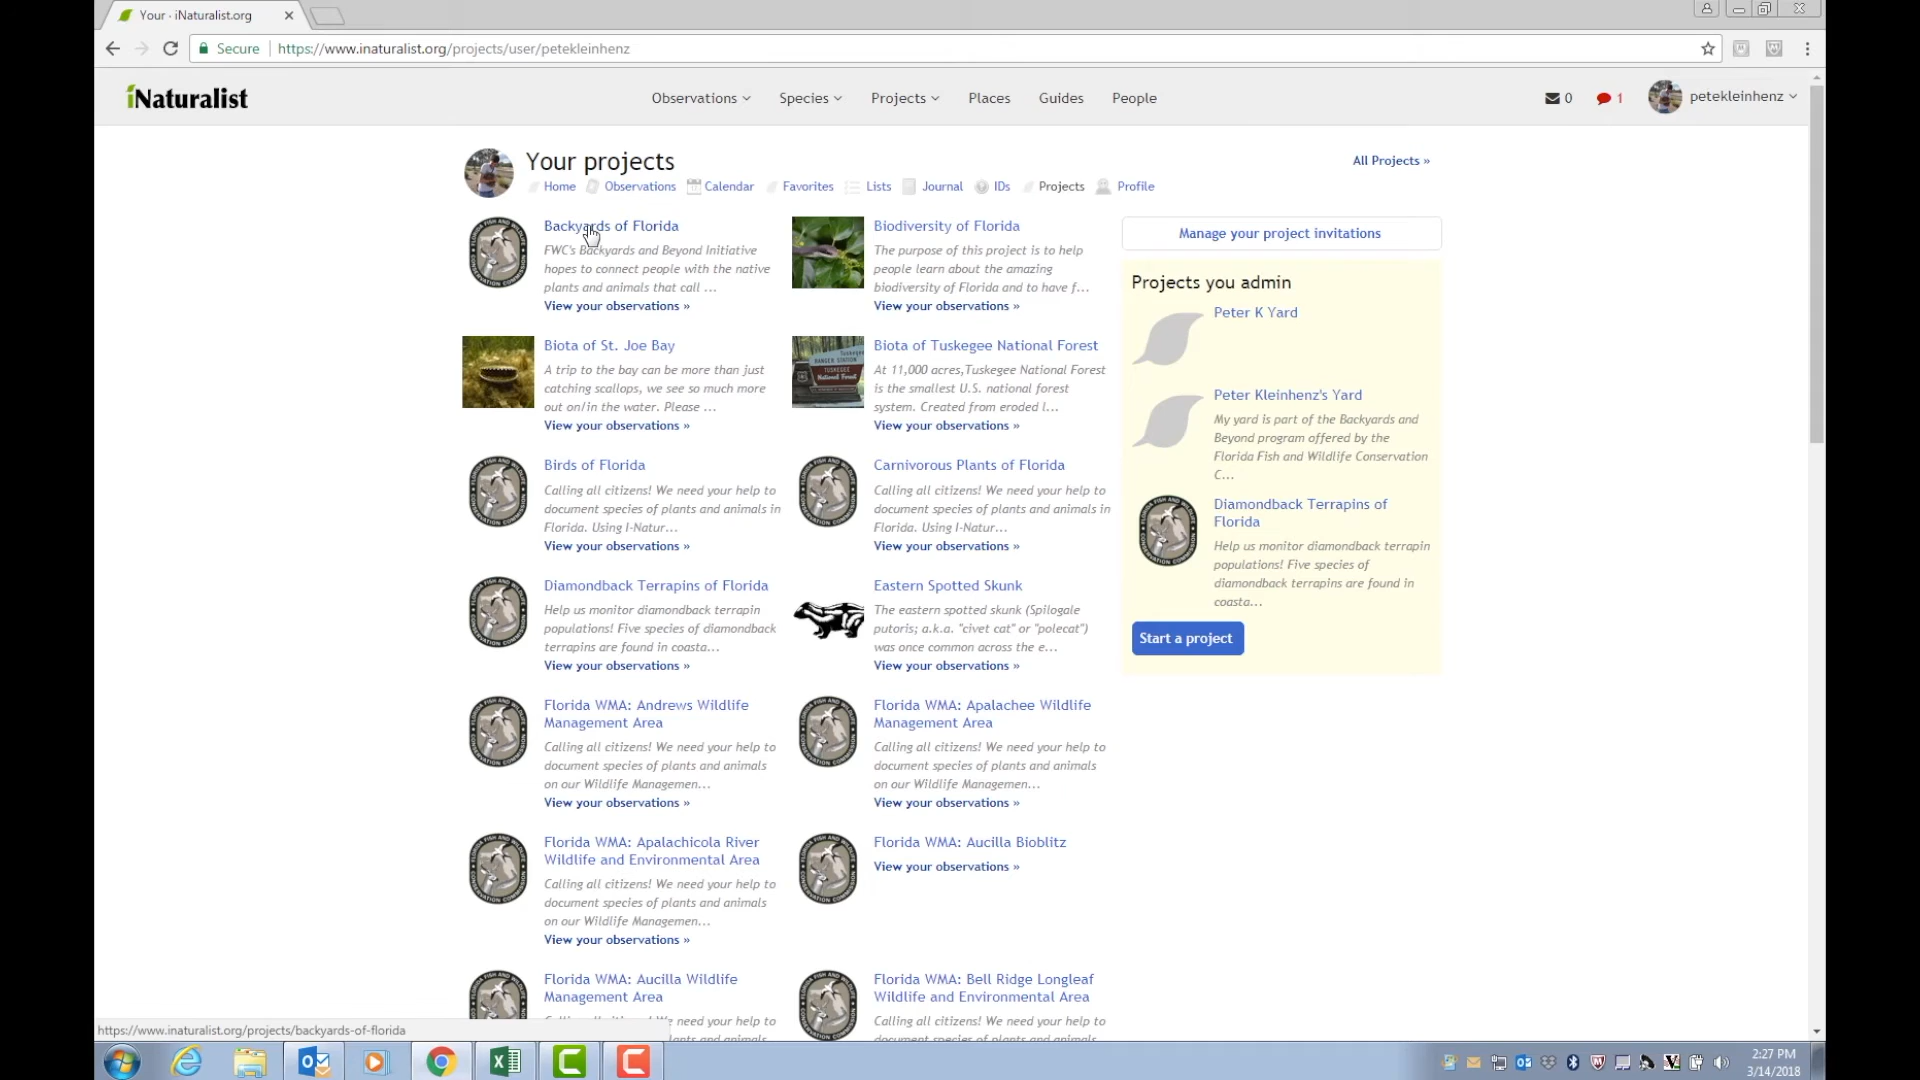 Your · iNaturalist.org
Secure
https://www.inaturalist.org/projects/user/petekleinhenz
iNaturalist
Observations
Species
Projects
Places
Guides
People
0
1
petekleinhenz
Your projects
All Projects »
Home
Observations
Calendar
Favorites
Lists
Journal
IDs
Projects
Profile
Backyards of Florida
FWC's Backyards and Beyond Initiative
hopes to connect people with the native
plants and animals that call ...
View your observations »
Biodiversity of Florida
The purpose of this project is to help
people learn about the amazing
biodiversity of Florida and to have f...
View your observations »
Biota of St. Joe Bay
A trip to the bay can be more than just
catching scallops, we see so much more
out on/in the water. Please ...
View your observations »
Biota of Tuskegee National Forest
At 11,000 acres,Tuskegee National Forest
is the smallest U.S. national forest
system. Created from eroded l...
View your observations »
Birds of Florida
Calling all citizens! We need your help to
document species of plants and animals in
Florida. Using I-Natur...
View your observations »
Carnivorous Plants of Florida
Calling all citizens! We need your help to
document species of plants and animals in
Florida. Using I-Natur...
View your observations »
Diamondback Terrapins of Florida
Help us monitor diamondback terrapin
populations! Five species of diamondback
terrapins are found in coasta...
View your observations »
Eastern Spotted Skunk
The eastern spotted skunk (Spilogale
putoris; a.k.a. "civet cat" or "polecat")
was once common across the e...
View your observations »
Florida WMA: Andrews Wildlife
Management Area
Calling all citizens! We need your help to
document species of plants and animals
on our Wildlife Managemen...
View your observations »
Florida WMA: Apalachee Wildlife
Management Area
Calling all citizens! We need your help to
document species of plants and animals
on our Wildlife Managemen...
View your observations »
Florida WMA: Apalachicola River
Wildlife and Environmental Area
Calling all citizens! We need your help to
document species of plants and animals
on our Wildlife Managemen...
View your observations »
Florida WMA: Aucilla Bioblitz
View your observations »
Florida WMA: Aucilla Wildlife
Management Area
need your help to
Florida WMA: Bell Ridge Longleaf
Wildlife and Environmental Area
Calling all citizens! We need your help to
document species of plants and animals
Manage your project invitations
Projects you admin
Peter K Yard
Peter Kleinhenz's Yard
My yard is part of the Backyards and
Beyond program offered by the
Florida Fish and Wildlife Conservation
C...
Diamondback Terrapins of
Florida
Help us monitor diamondback terrapin
populations! Five species of
diamondback terrapins are found in
coasta...
Start a project
https://www.inaturalist.org/projects/backyards-of-florida
2:27 PM
3/14/2018